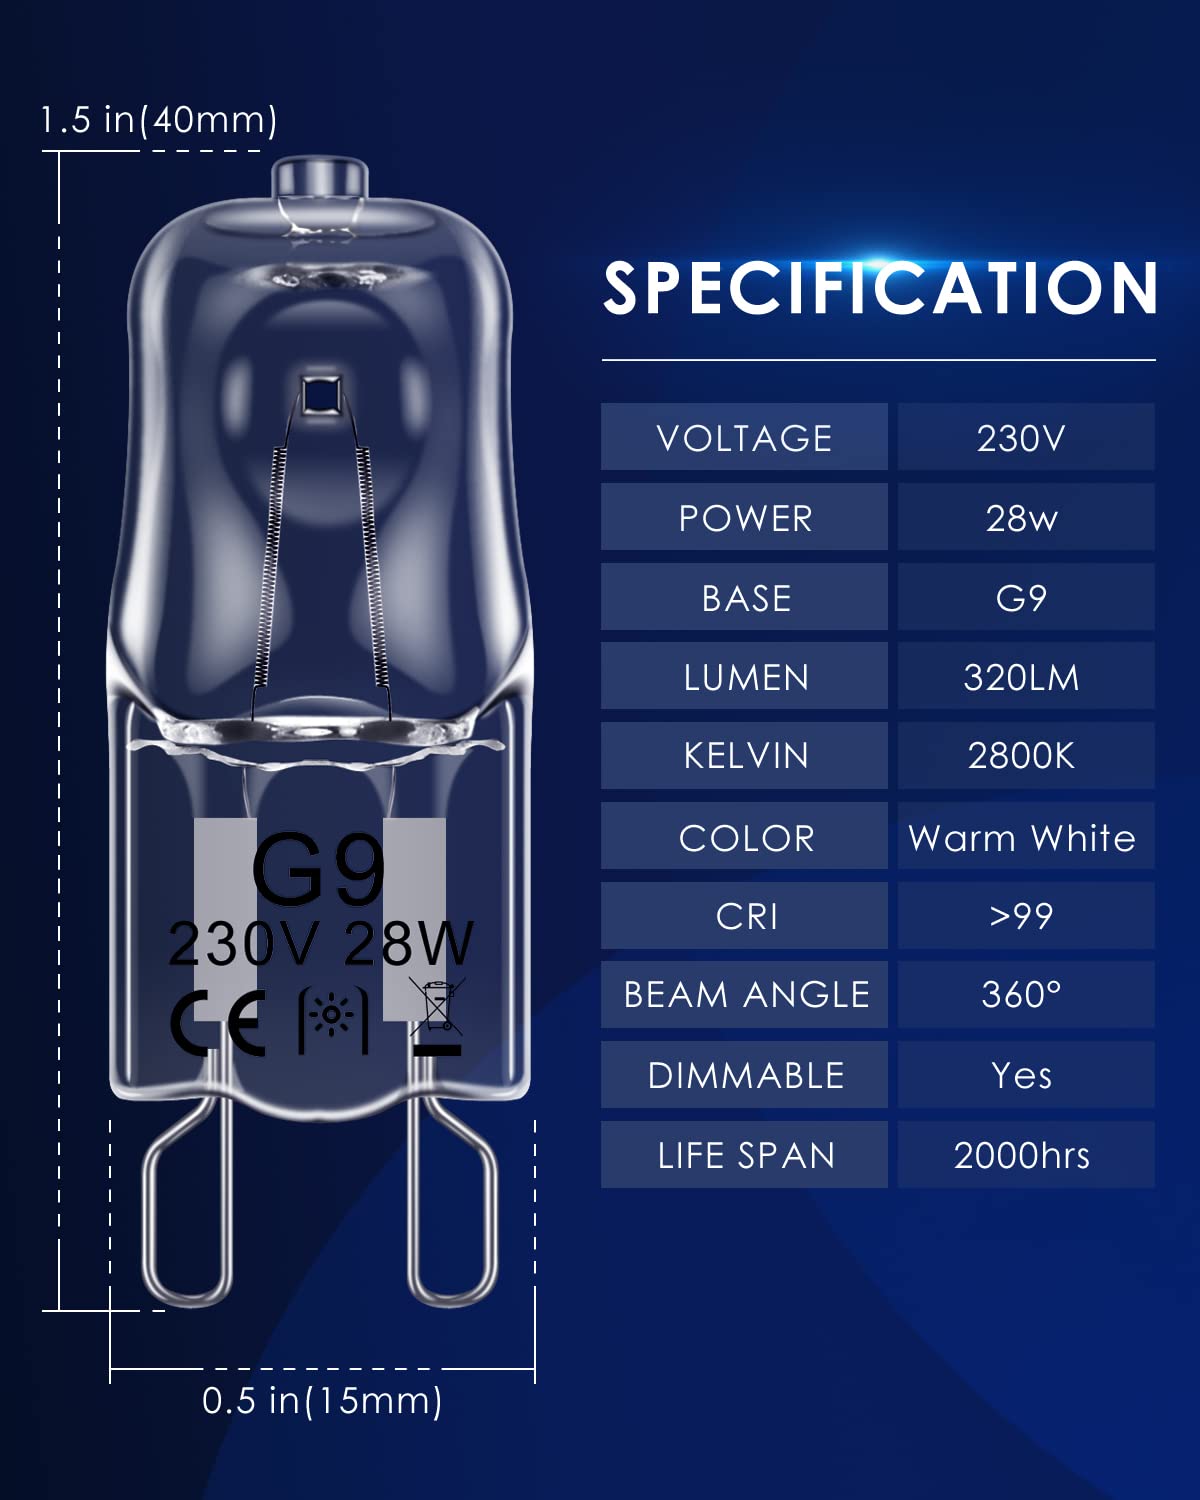 1.5 in(40mm)
SPECIFICATION
VOLTAGE 230V
POWER 28w
BASE G9
LUMEN 320LM
KELVIN 2800K
COLOR Warm White
CRI >99
BEAM ANGLE 360°
DIMMABLE Yes
LIFE SPAN 2000hrs
G9
230V 28W
CE
0.5 in(15mm)